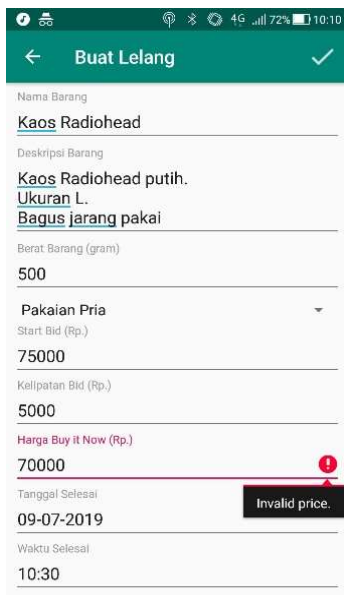 4G 72% 10:10
Buat Lelang
Nama Barang
Kaos Radiohead
Deskripsi Barang
Kaos Radiohead putih.
Ukuran L.
Bagus jarang pakai
Berat Barang (gram)
500
Pakaian Pria
Start Bid (Rp.)
75000
Kelipatan Bid (Rp.)
5000
Harga Buy it Now (Rp.)
70000
Invalid price.
Tanggal Selesai
09-07-2019
Waktu Selesai
10:30